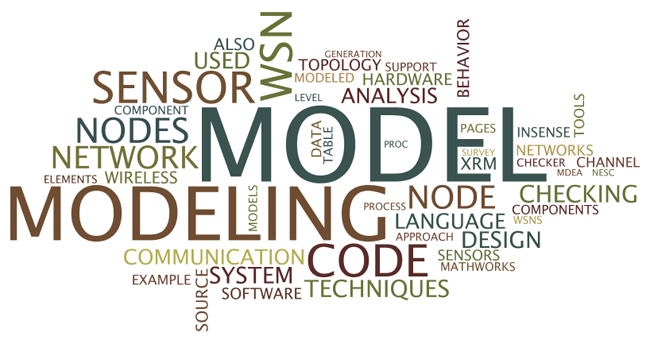 ALSO
USED
WSN
GENERATION
TOPOLOGY
SUPPORT
BEHAVIOR
SENSOR
MODELED
HARDWARE
LEVEL
ANALYSIS
COMPONENT
NODES
MODEL
DATA
TABLE
PROC
PAGES
INSENSE
TOOLS
NETWORK
SURVEY
NETWORKS
XRM
CHECKER
CHANNEL
ELEMENTS
WIRELESS
MDEA
NESC
MODELING
MODELS
PROCESS
NODE
CHECKING
COMPONENTS
LANGUAGE
WSNS
APPROACH
DESIGN
COMMUNICATION
CODE
SENSORS
MATHWORKS
EXAMPLE
SOURCE
SYSTEM
SOFTWARE
TECHNIQUES